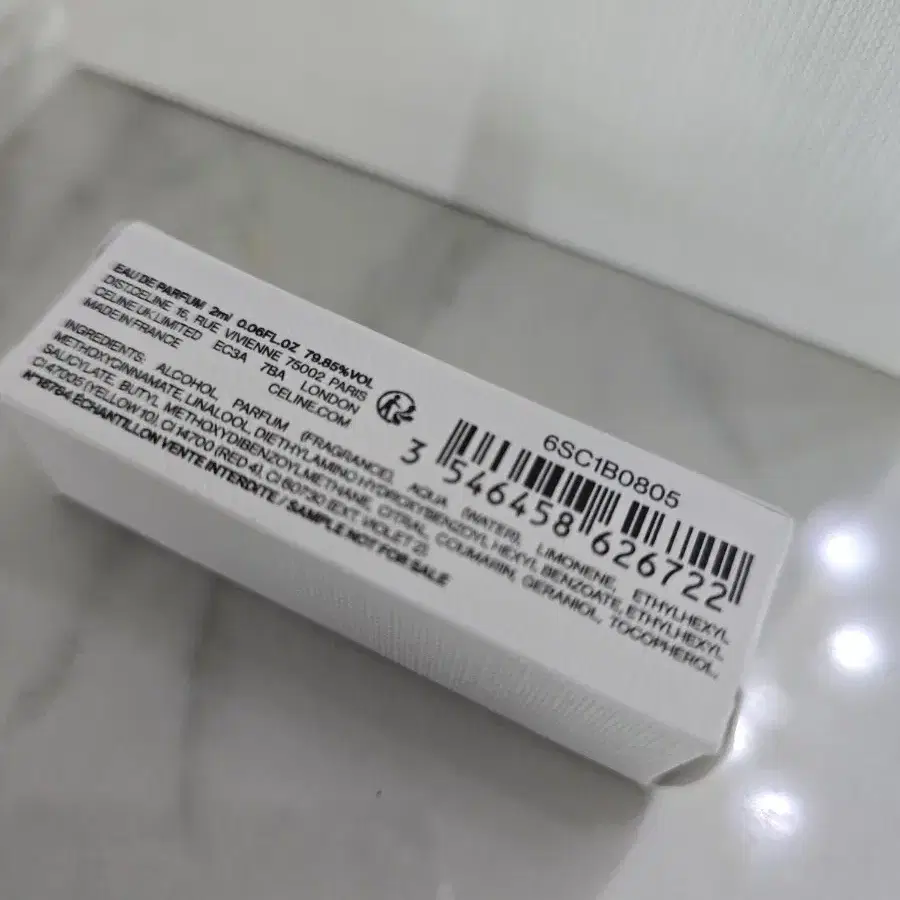 EAU DE PARFUM 2ml 0.06FL.OZ 79.85%VOL
DIST.CELINE 16, RUE VIVIENNE 75002 PARIS
CELINE UK LIMITED EC3A 7BA LONDON
MADE IN FRANCE CELINE.COM
INGREDIENTS: ALCOHOL, PARFUM (FRAGRANCE), AQUA (WATER), LIMONENE, ETHYLHEXYL
METHOXYCINNAMATE, LINALOOL, DIETHYLAMINO HYDROXYBENZOYL HEXYL BENZOATE, ETHYLHEXYL
SALICYLATE, BUTYL METHOXYDIBENZOYLMETHANE, CITRAL, COUMARIN, GERANIOL, TOCOPHEROL,
CI 47005 (YELLOW 10), CI 14700 (RED 4), CI 60730 (EXT. VIOLET 2).
ÉCHANTILLON VENTE INTERDITE / SAMPLE NOT FOR SALE
6SC1B0805
3 546458 626722